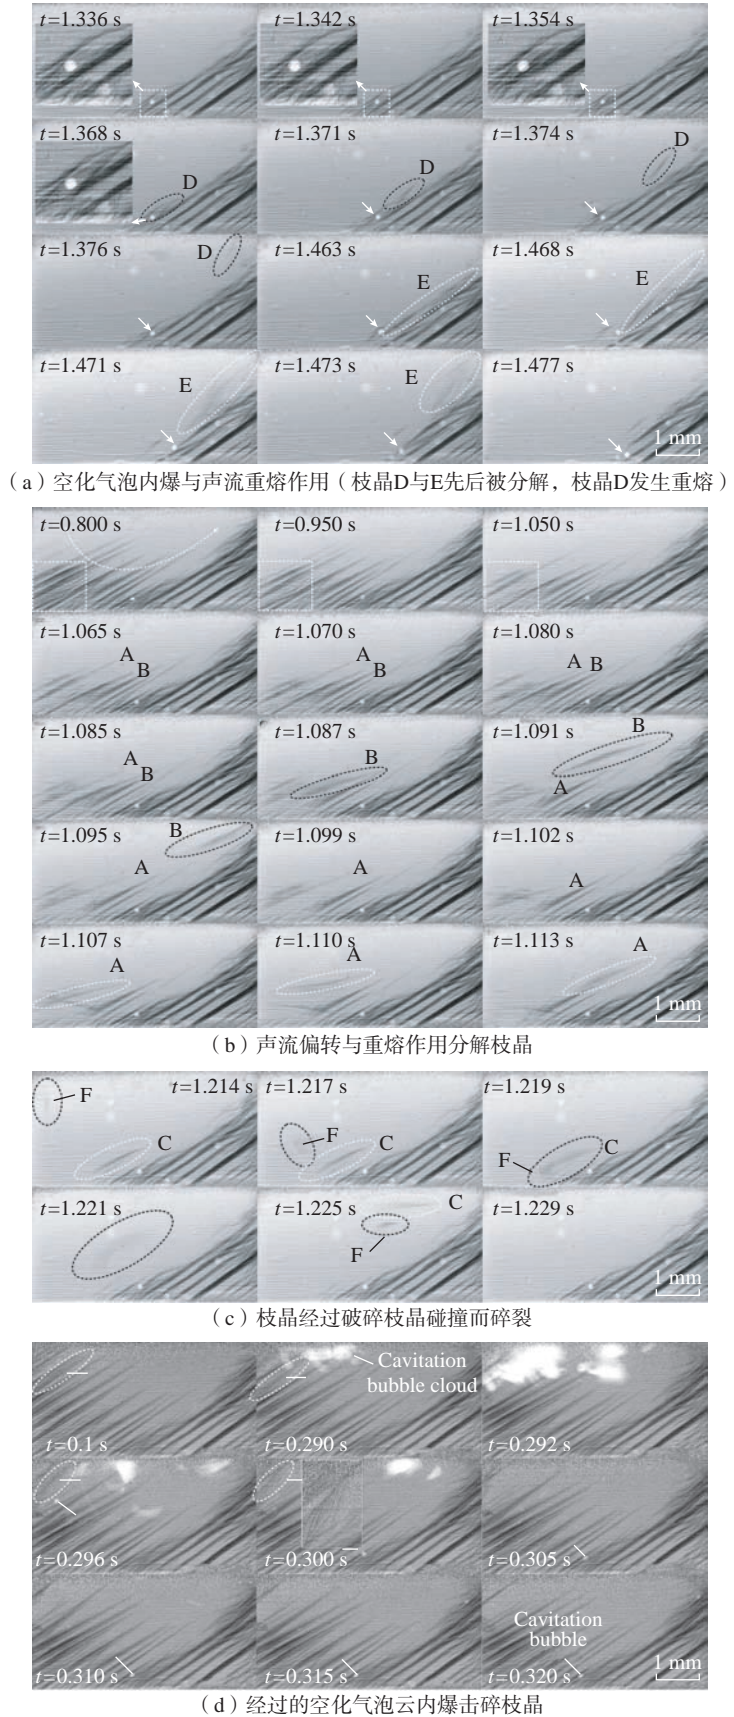 t=1.336 s t=1.342 s t=1.354 s
t=1.368 s t=1.371 s t=1.374 s
D D D
t=1.376 s t=1.463 s t=1.468 s
D E E
t=1.471 s t=1.473 s t=1.477 s
E E
1 mm
（a）空化气泡内爆与声流重熔作用（枝晶D与E先后被分解，枝晶D发生重熔）
t=0.800 s t=0.950 s t=1.050 s
t=1.065 s t=1.070 s t=1.080 s
A A A B
B B
t=1.085 s t=1.087 s t=1.091 s
A B B
B A
t=1.095 s t=1.099 s t=1.102 s
B
A A A
t=1.107 s t=1.110 s t=1.113 s
A A A
1 mm
（b）声流偏转与重熔作用分解枝晶
t=1.214 s t=1.217 s t=1.219 s
F F
C C F C
t=1.221 s t=1.225 s t=1.229 s
C
F
1 mm
（c）枝晶经过破碎枝晶碰撞而碎裂
Cavitation
bubble cloud
t=0.1 s t=0.290 s t=0.292 s
t=0.296 s t=0.300 s t=0.305 s
Cavitation
bubble
t=0.310 s t=0.315 s t=0.320 s 1 mm
（d）经过的空化气泡云内爆击碎枝晶